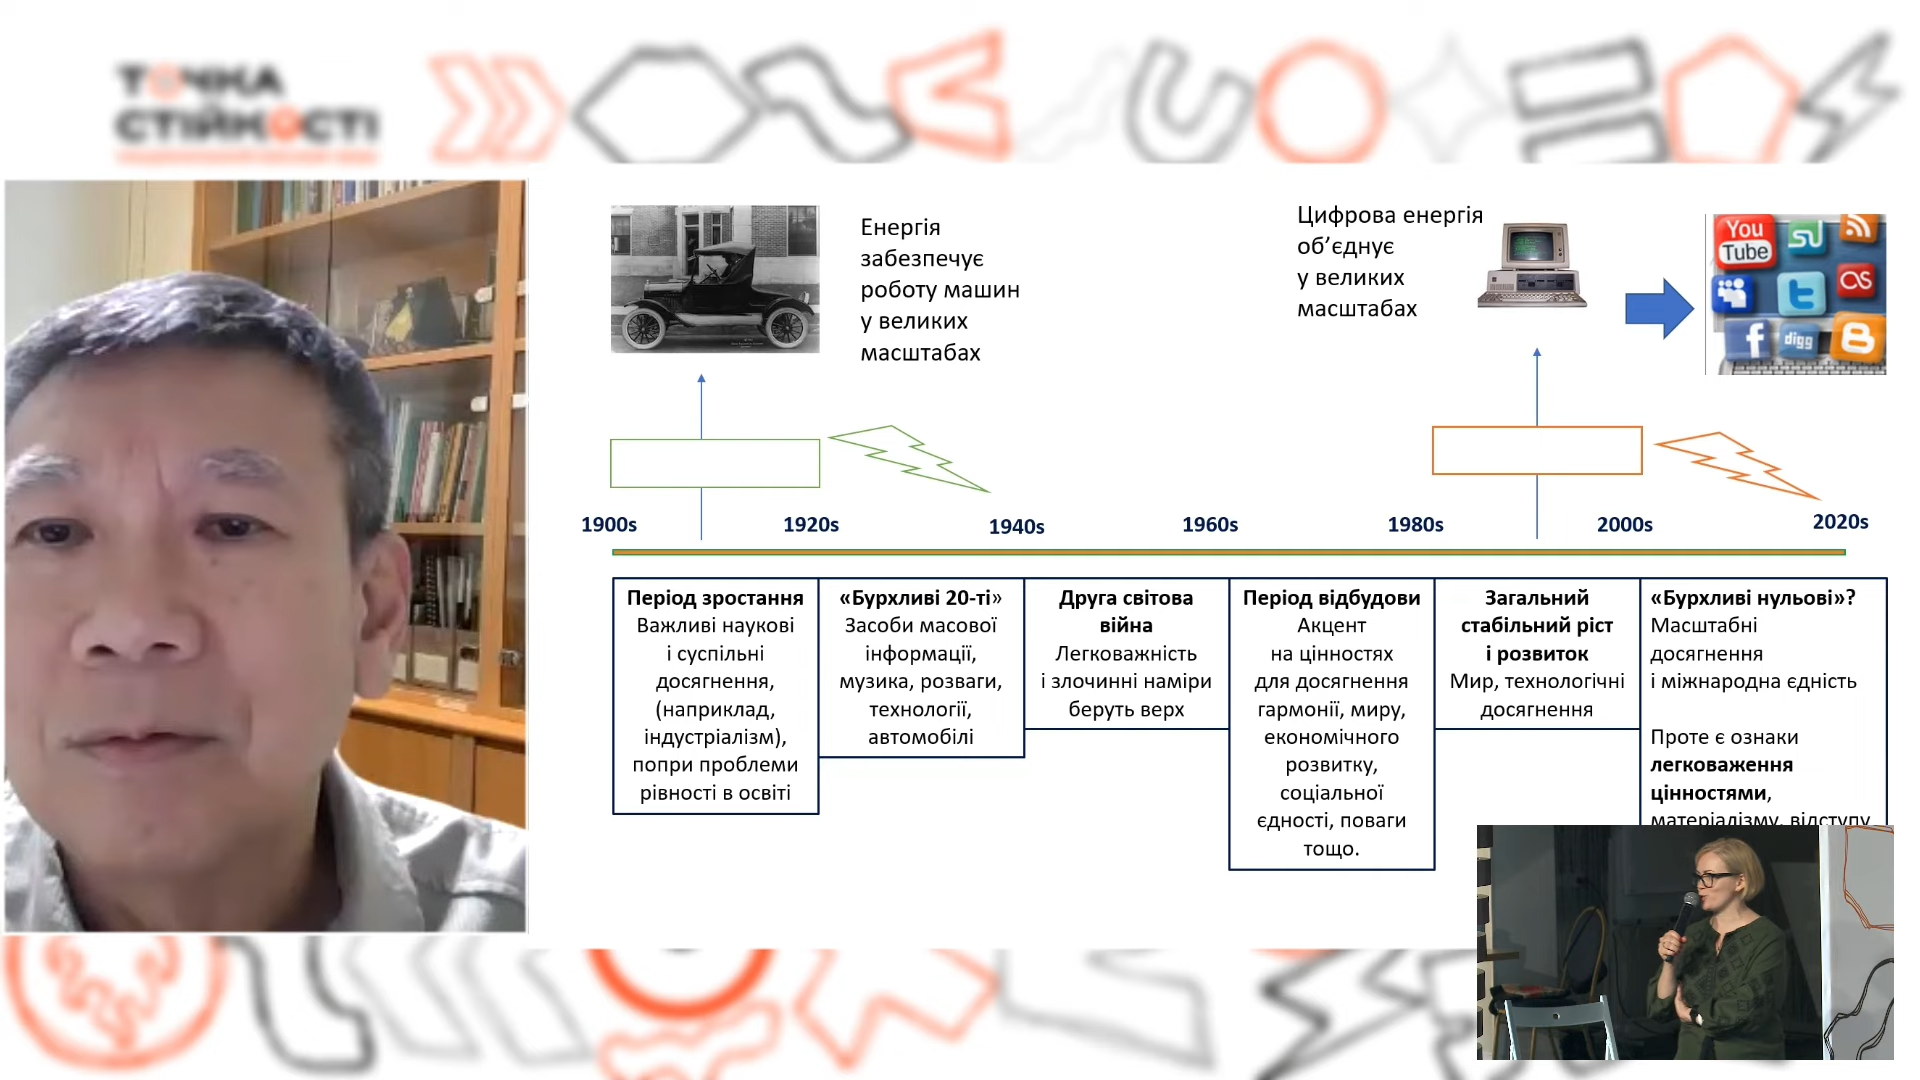 ТОЧКА
СТІЙКОСТІ
Енергія
забезпечує
роботу машин
у великих
масштабах
Цифрова енергія
об’єднує
у великих
масштабах
You
Tube
digg
1900s
1920s
1940s
1960s
1980s
2000s
2020s
Період зростання
Важливі наукові
і суспільні
досягнення,
(наприклад,
індустріалізм),
попри проблеми
рівності в освіті
«Бурхливі 20-ті»
Засоби масової
інформації,
музика, розваги,
технології,
автомобілі
Друга світова
війна
Легковажність
і злочинні наміри
беруть верх
Період відбудови
Акцент
на цінностях
для досягнення
гармонії, миру,
економічного
розвитку,
соціальної
єдності, поваги
тощо.
Загальний
стабільний ріст
і розвиток
Мир, технологічні
досягнення
«Бурхливі нульові»?
Масштабні
досягнення
і міжнародна єдність
Проте є ознаки
легковаження
цінностями,
матеріалізму, відступу